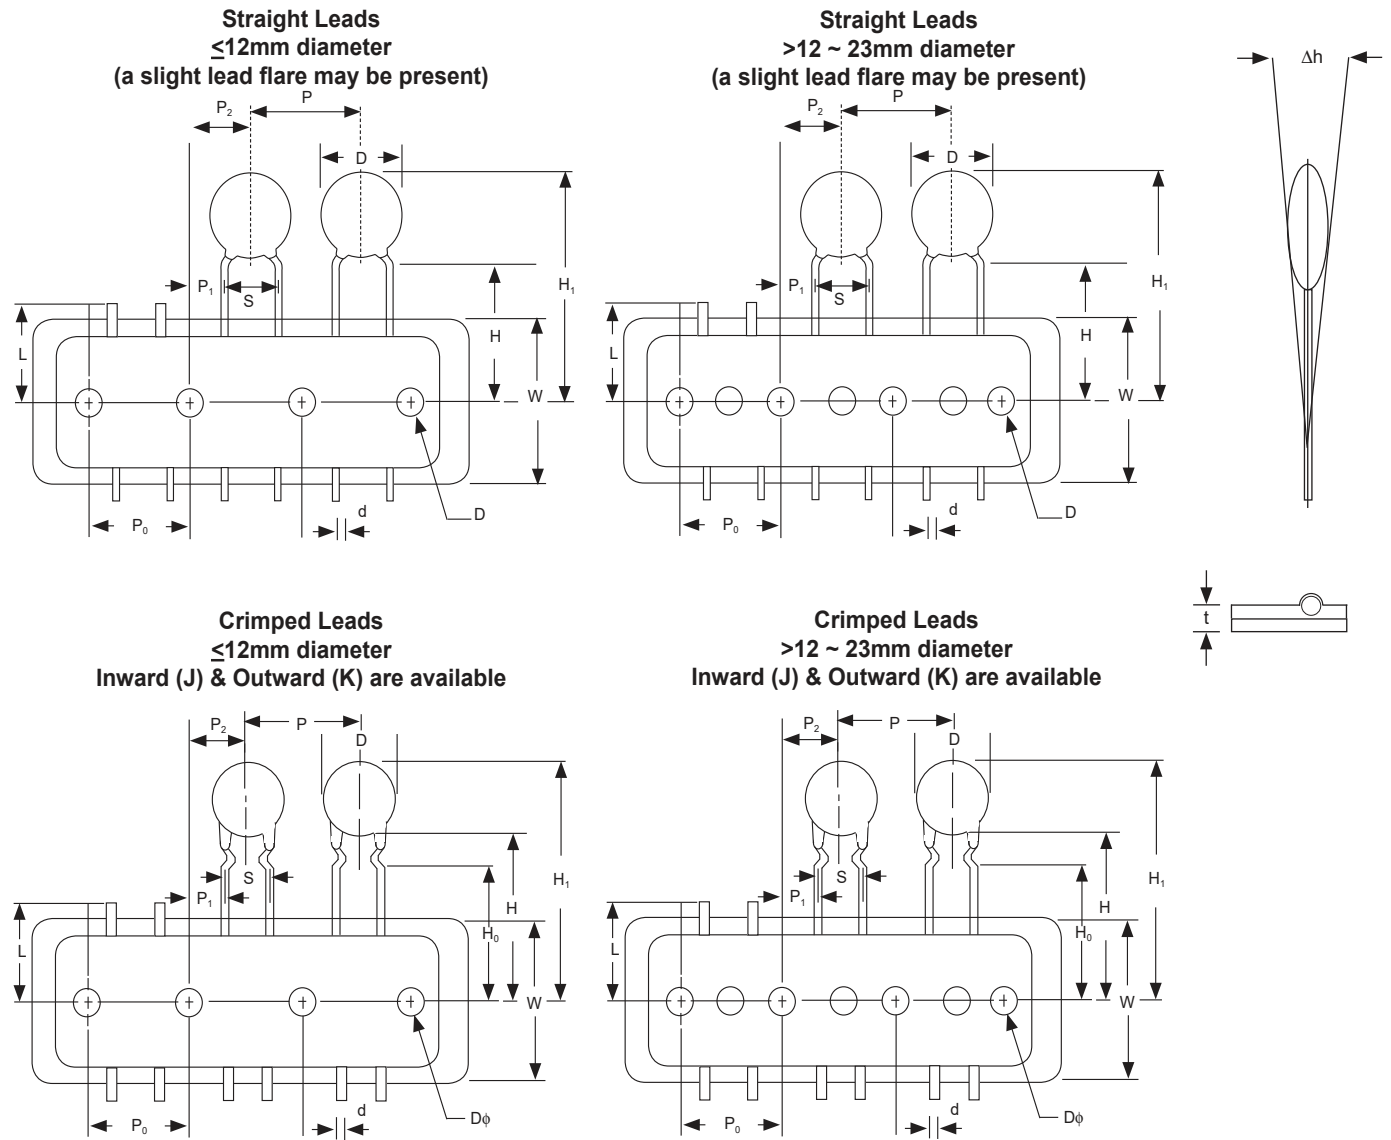 Straight Leads
≤12mm diameter
(a slight lead flare may be present)
P
P2
D
P1
S
H1
H
L
W
P0
d
D
Straight Leads
>12 ~ 23mm diameter
(a slight lead flare may be present)
P
P2
D
P1
S
H1
H
L
W
P0
d
D
Δh
t
Crimped Leads
≤12mm diameter
Inward (J) & Outward (K) are available
P2
P
D
S
P1
H1
H
H0
L
W
P0
d
Dϕ
Crimped Leads
>12 ~ 23mm diameter
Inward (J) & Outward (K) are available
P2
P
D
S
P1
H1
H
H0
L
W
P0
d
Dϕ